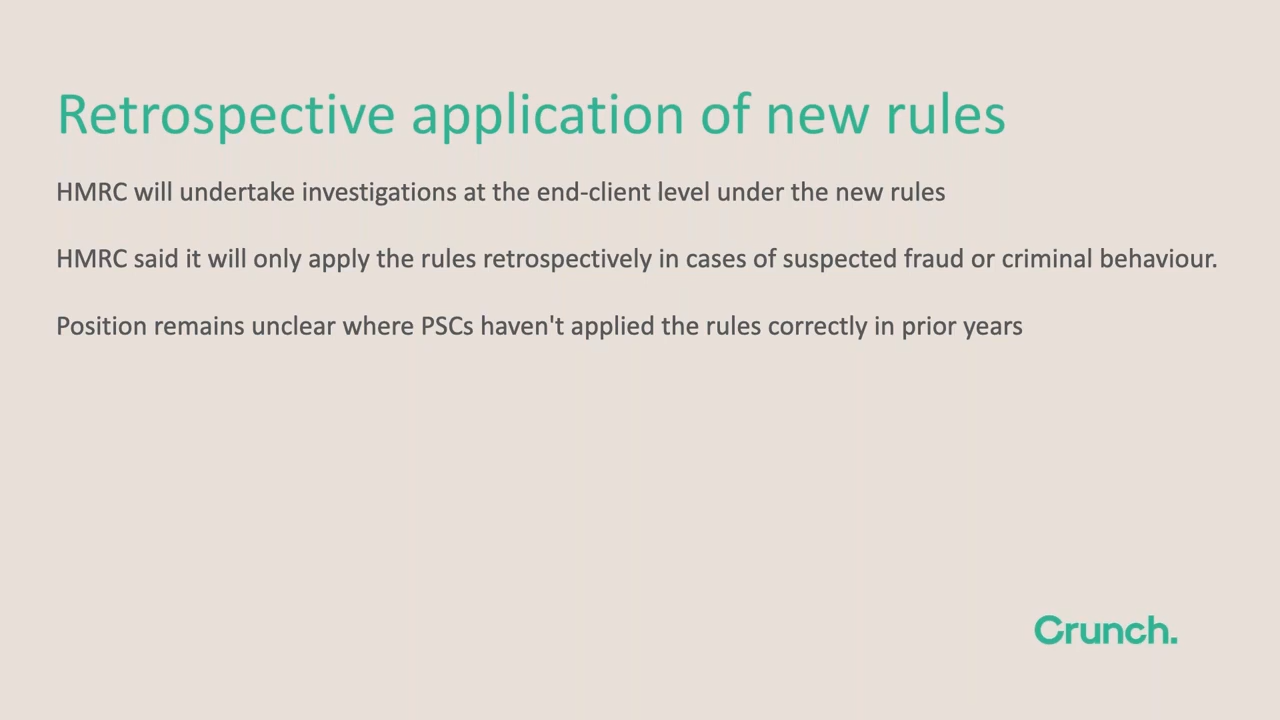 Retrospective application of new rules
HMRC will undertake investigations at the end-client level under the new rules
HMRC said it will only apply the rules retrospectively in cases of suspected fraud or criminal behaviour.
Position remains unclear where PSCs haven't applied the rules correctly in prior years
Crunch.